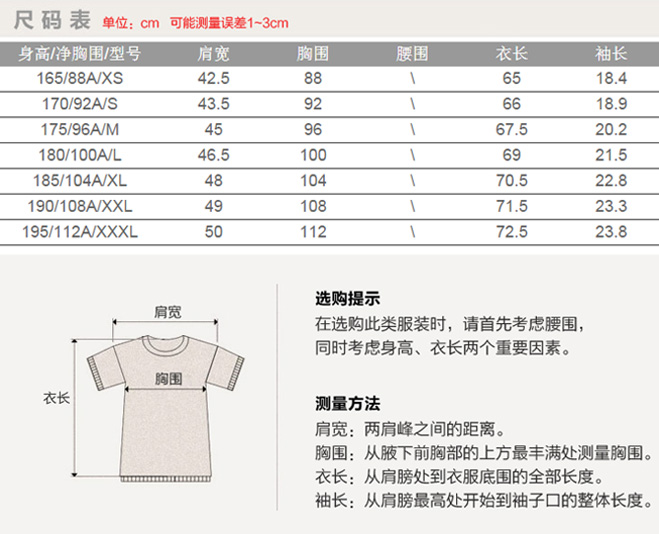 尺码表 单位：cm 可能测量误差1~3cm
身高/净胸围/型号 肩宽 胸围 腰围 衣长 袖长
165/88A/XS 42.5 88 \ 65 18.4
170/92A/S 43.5 92 \ 66 18.9
175/96A/M 45 96 \ 67.5 20.2
180/100A/L 46.5 100 \ 69 21.5
185/104A/XL 48 104 \ 70.5 22.8
190/108A/XXL 49 108 \ 71.5 23.3
195/112A/XXXL 50 112 \ 72.5 23.8
肩宽
胸围
衣长
选购提示
在选购此类服装时，请首先考虑腰围，
同时考虑身高、衣长两个重要因素。
测量方法
肩宽：两肩峰之间的距离。
胸围：从腋下前胸部的上方最丰满处测量胸围。
衣长：从肩膀处到衣服底围的全部长度。
袖长：从肩膀最高处开始到袖子口的整体长度。